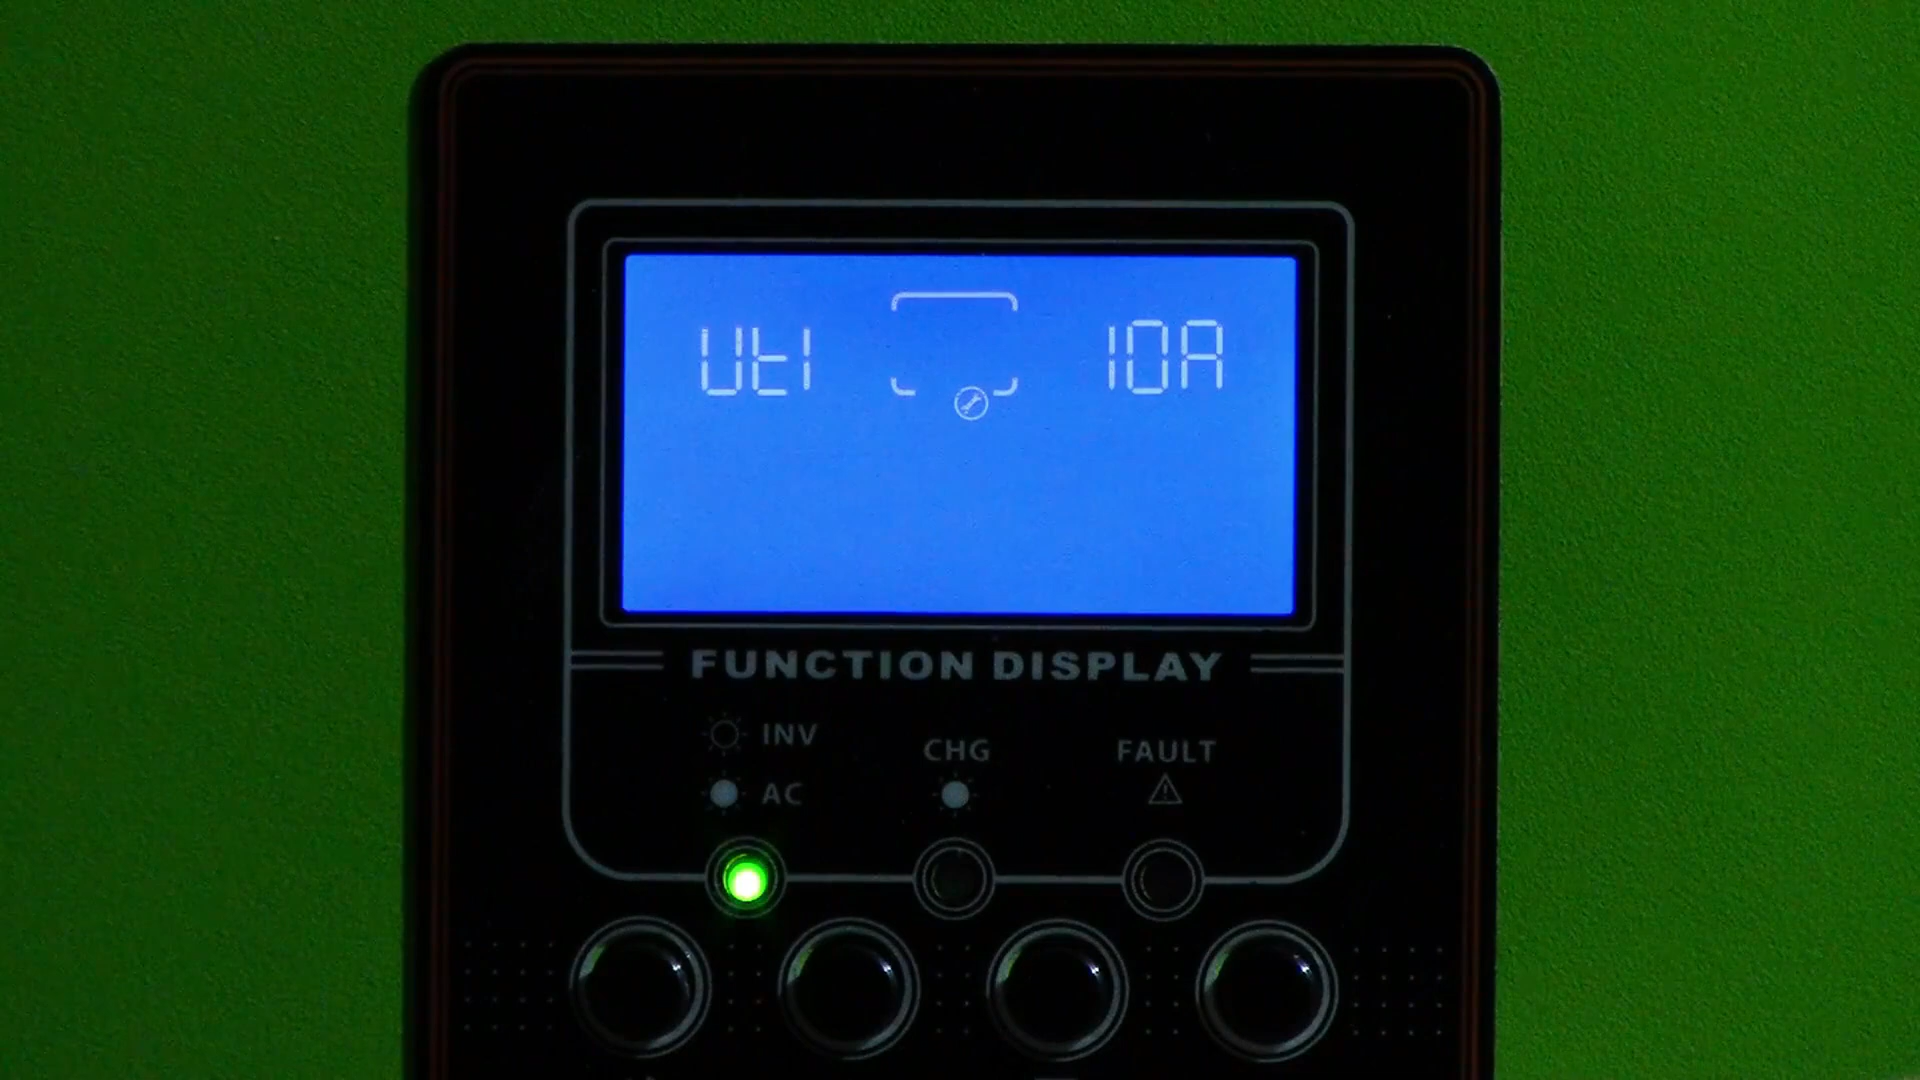 UtI 10A
FUNCTION DISPLAY
INV
AC
CHG
FAULT